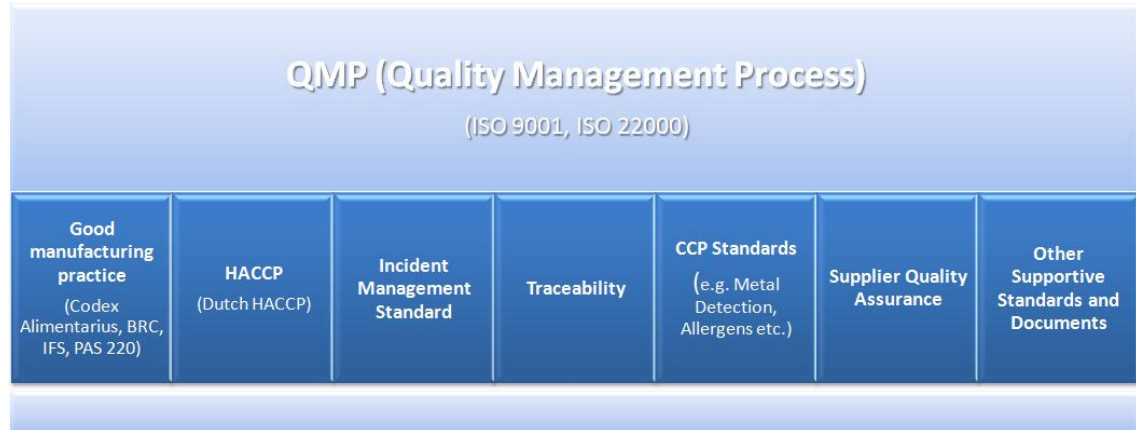 QMP (Quality Management Process)
(ISO 9001, ISO 22000)
Good
manufacturing
practice
(Codex
Alimentarius, BRC,
IFS, PAS 220)
HACCP
(Dutch HACCP)
Incident
Management
Standard
Traceability
CCP Standards
(e.g. Metal
Detection,
Allergens etc.)
Supplier Quality
Assurance
Other
Supportive
Standards and
Documents